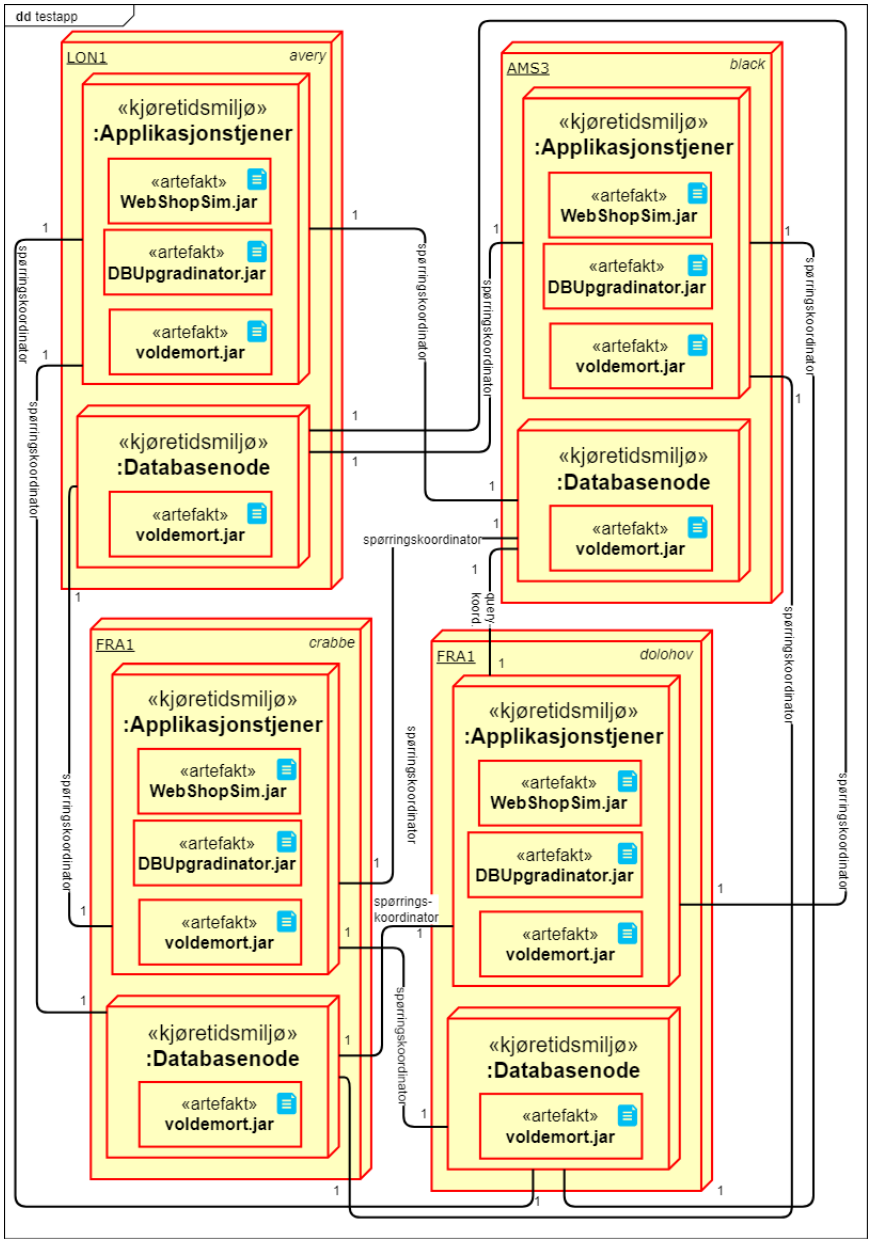 dd testapp
LON1 avery
«kjøretidsmiljø»
:Applikasjonstjener
«artefakt»
WebShopSim.jar
«artefakt»
DBUpgradinator.jar
«artefakt»
voldemort.jar
«kjøretidsmiljø»
:Databasenode
«artefakt»
voldemort.jar
AMS3 black
«kjøretidsmiljø»
:Applikasjonstjener
«artefakt»
WebShopSim.jar
«artefakt»
DBUpgradinator.jar
«artefakt»
voldemort.jar
«kjøretidsmiljø»
:Databasenode
«artefakt»
voldemort.jar
FRA1 crabbe
«kjøretidsmiljø»
:Applikasjonstjener
«artefakt»
WebShopSim.jar
«artefakt»
DBUpgradinator.jar
«artefakt»
voldemort.jar
«kjøretidsmiljø»
:Databasenode
«artefakt»
voldemort.jar
FRA1 dolohov
«kjøretidsmiljø»
:Applikasjonstjener
«artefakt»
WebShopSim.jar
«artefakt»
DBUpgradinator.jar
«artefakt»
voldemort.jar
«kjøretidsmiljø»
:Databasenode
«artefakt»
voldemort.jar
1
spørringskoordinator
1
1
spørringskoordinator
1
1
spørringskoordinator
1
1
spørringskoordinator
1
1
spørringskoordinator
1
1
spørringskoordinator
1
1
spørringskoordinator
1
1
spørringskoordinator
1
1
spørringskoordinator
1
1
query
koord.
1
1
spørrings-
koordinator
1
1
spørringskoordinator
1